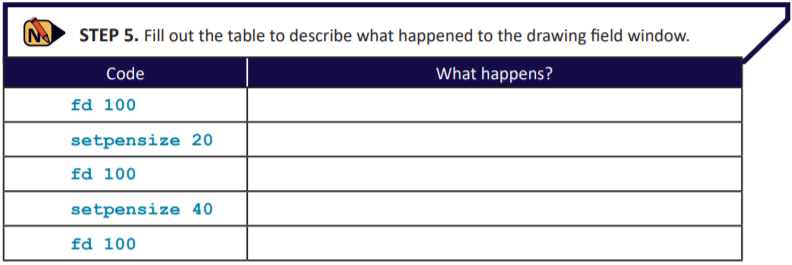 N
STEP 5. Fill out the table to describe what happened to the drawing field window.
Code What happens?
fd 100
setpensize 20
fd 100
setpensize 40
fd 100